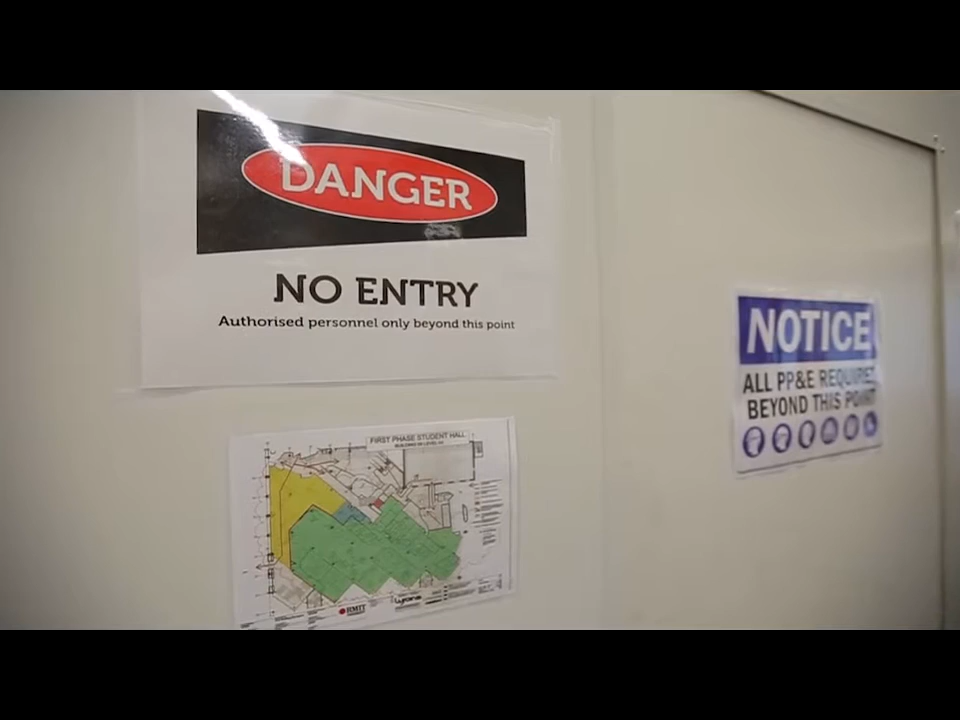 DANGER
NO ENTRY
Authorised personnel only beyond this point
FIRST PHASE STUDENT HALL
RMIT
Lyons
NOTICE
ALL PP&E REQUIRED
BEYOND THIS POINT